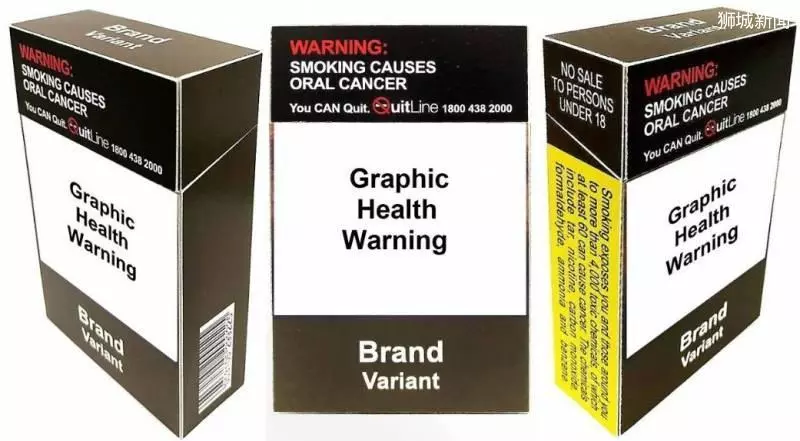 狮城新闻
Brand
Variant
WARNING:
SMOKING CAUSES
ORAL CANCER
You CAN Quit. QuitLine 1800 438 2000
Graphic
Health
Warning
Brand
Variant
WARNING:
SMOKING CAUSES
ORAL CANCER
You CAN Quit. QuitLine 1800 438 2000
Graphic
Health
Warning
Brand
Variant
Brand
Variant
NO SALE
TO PERSONS
UNDER 18
WARNING:
SMOKING CAUSES
ORAL CANCER
You CAN Quit. QuitLine 1800 438 2000
Smoking exposes you and those around you
to more than 4,000 toxic chemicals, of which
at least 60 can cause cancer. The chemicals
include tar, nicotine, carbon monoxide,
formaldehyde, ammonia and benzene
Graphic
Health
Warning
Brand
Variant